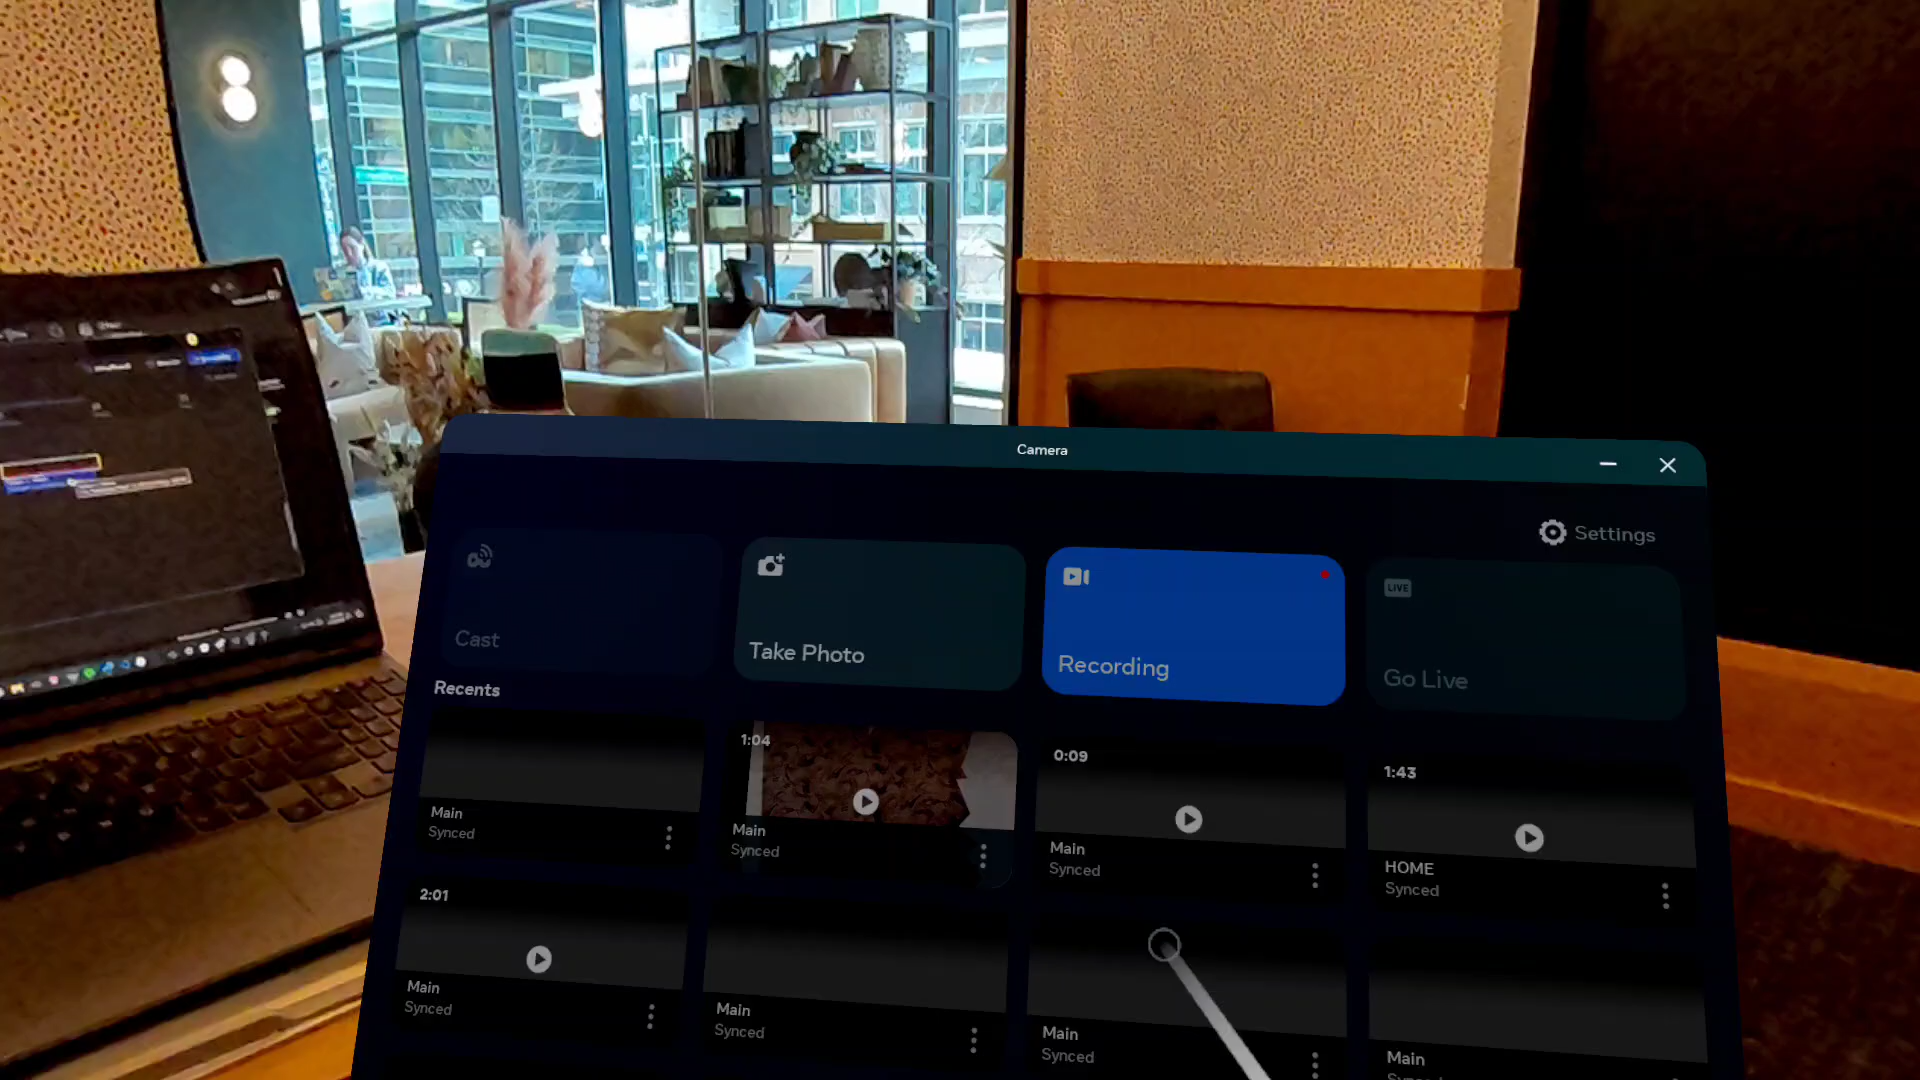 Camera
Settings
Cast
Take Photo
Recording
LIVE
Go Live
Recents
Main
Synced
1:04
Main
Synced
0:09
Main
Synced
1:43
HOME
Synced
2:01
Main
Synced
Main
Synced
Main
Synced
Main